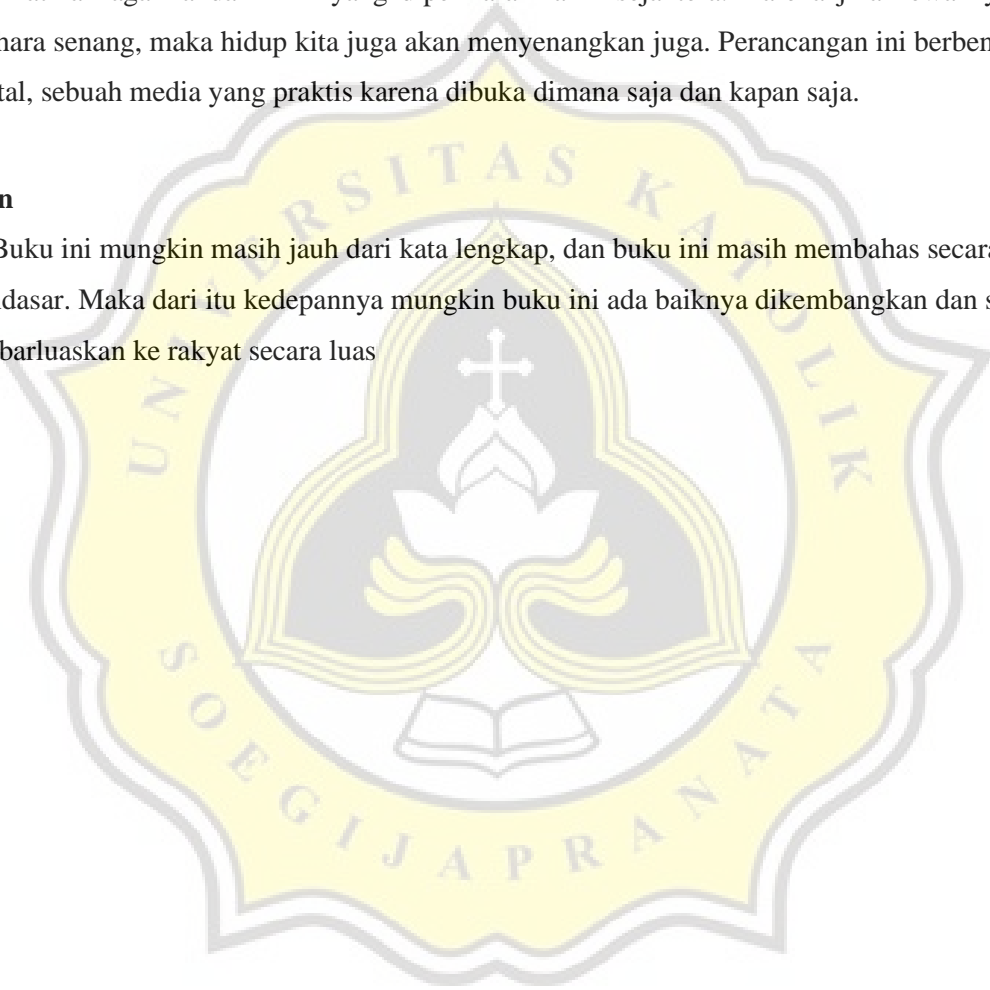 nara senang, maka hidup kita juga akan menyenangkan juga. Perancangan ini berben
tal, sebuah media yang praktis karena dibuka dimana saja dan kapan saja.
n
Buku ini mungkin masih jauh dari kata lengkap, dan buku ini masih membahas secara
dasar. Maka dari itu kedepannya mungkin buku ini ada baiknya dikembangkan dan s
barluaskan ke rakyat secara luas
UNIVERSITAS KATOLIK
SOEGIJAPRANATA